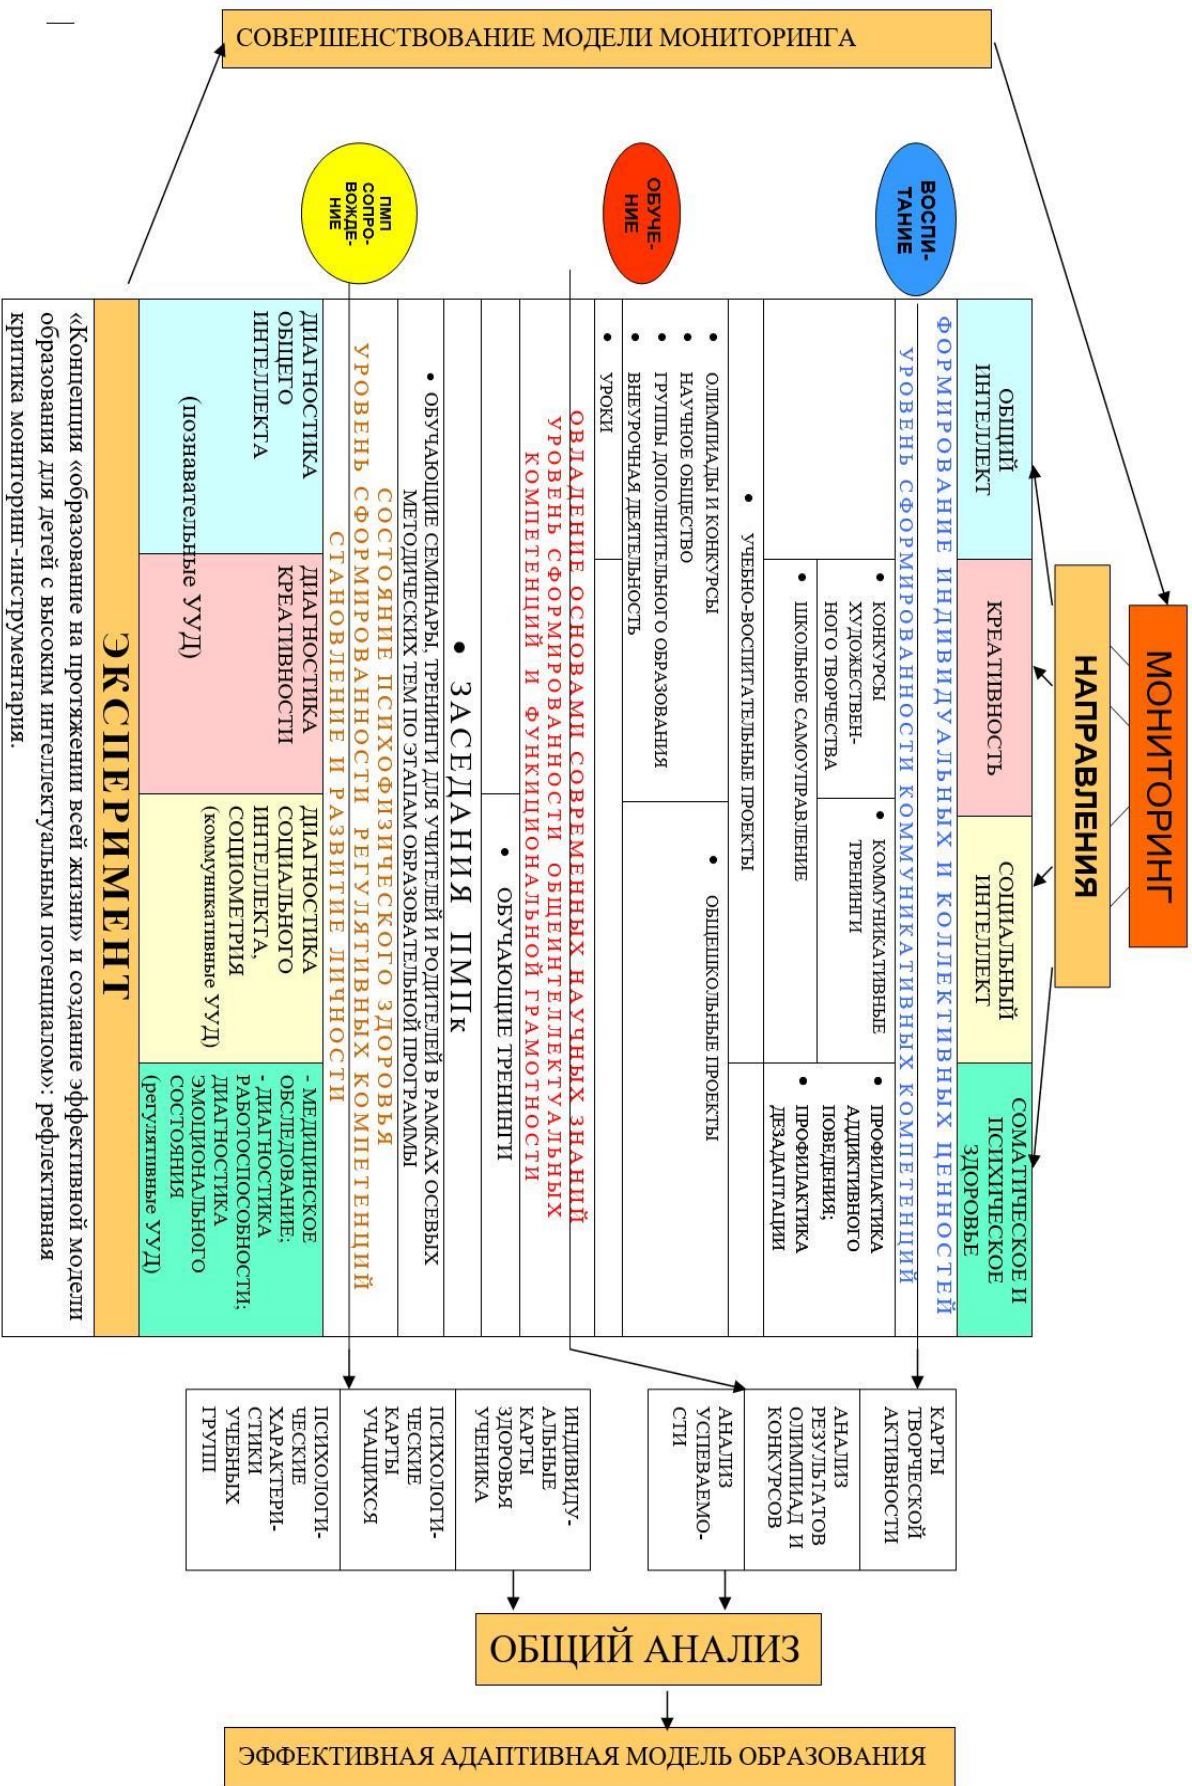 СОВЕРШЕНСТВОВАНИЕ МОДЕЛИ МОНИТОРИНГА
МОНИТОРИНГ
НАПРАВЛЕНИЯ
ОБЩИЙ
ИНТЕЛЛЕКТ
КРЕАТИВНОСТЬ
СОЦИАЛЬНЫЙ
ИНТЕЛЛЕКТ
СОМАТИЧЕСКОЕ И
ПСИХИЧЕСКОЕ
ЗДОРОВЬЕ
ВОСПИ-
ТАНИЕ
ФОРМИРОВАНИЕ ИНДИВИДУАЛЬНЫХ И КОЛЛЕКТИВНЫХ ЦЕННОСТЕЙ
УРОВЕНЬ СФОРМИРОВАННОСТИ КОММУНИКАТИВНЫХ КОМПЕТЕНЦИЙ
• КОНКУРСЫ
ХУДОЖЕСТВЕН-
НОГО ТВОРЧЕСТВА
• КОММУНИКАТИВНЫЕ
ТРЕНИНГИ
• ШКОЛЬНОЕ САМОУПРАВЛЕНИЕ
• ПРОФИЛАКТИКА
АДДИКТИВНОГО
ПОВЕДЕНИЯ;
• ПРОФИЛАКТИКА
ДЕЗАДАПТАЦИИ
• УЧЕБНО-ВОСПИТАТЕЛЬНЫЕ ПРОЕКТЫ
ОБУЧЕ-
НИЕ
• ОЛИМПИАДЫ И КОНКУРСЫ
• НАУЧНОЕ ОБЩЕСТВО
• ГРУППЫ ДОПОЛНИТЕЛЬНОГО ОБРАЗОВАНИЯ
• ВНЕУРОЧНАЯ ДЕЯТЕЛЬНОСТЬ
• ОБЩЕШКОЛЬНЫЕ ПРОЕКТЫ
• УРОКИ
ОВЛАДЕНИЕ ОСНОВАМИ СОВРЕМЕННЫХ НАУЧНЫХ ЗНАНИЙ
УРОВЕНЬ СФОРМИРОВАННОСТИ ОБЩЕИНТЕЛЛЕКТУАЛЬНЫХ
КОМПЕТЕНЦИЙ И ФУНКЦИОНАЛЬНОЙ ГРАМОТНОСТИ
• ОБУЧАЮЩИЕ ТРЕНИНГИ
• ЗАСЕДАНИЯ ПМПк
• ОБУЧАЮЩИЕ СЕМИНАРЫ, ТРЕНИНГИ ДЛЯ УЧИТЕЛЕЙ И РОДИТЕЛЕЙ В РАМКАХ ОСЕВЫХ
МЕТОДИЧЕСКИХ ТЕМ ПО ЭТАПАМ ОБРАЗОВАТЕЛЬНОЙ ПРОГРАММЫ
ПМП
СОПРО-
ВОЖДЕ-
НИЕ
СОСТОЯНИЕ ПСИХОФИЗИЧЕСКОГО ЗДОРОВЬЯ
УРОВЕНЬ СФОРМИРОВАННОСТИ РЕГУЛЯТИВНЫХ КОМПЕТЕНЦИЙ
СТАНОВЛЕНИЕ И РАЗВИТИЕ ЛИЧНОСТИ
ДИАГНОСТИКА
ОБЩЕГО
ИНТЕЛЛЕКТА
ДИАГНОСТИКА
КРЕАТИВНОСТИ
(познавательные УУД)
ДИАГНОСТИКА
СОЦИАЛЬНОГО
ИНТЕЛЛЕКТА,
СОЦИОМЕТРИЯ
(коммуникативные УУД)
- МЕДИЦИНСКОЕ
ОБСЛЕДОВАНИЕ;
- ДИАГНОСТИКА
РАБОТОСПОСОБНОСТИ;
ДИАГНОСТИКА
ЭМОЦИОНАЛЬНОГО
СОСТОЯНИЯ
(регулятивные УУД)
ЭКСПЕРИМЕНТ
«Концепция «образование на протяжении всей жизни» и создание эффективной модели
образования для детей с высоким интеллектуальным потенциалом»: рефлективная
критика мониторинг-инструментария.
КАРТЫ
ТВОРЧЕСКОЙ
АКТИВНОСТИ
АНАЛИЗ
РЕЗУЛЬТАТОВ
ОЛИМПИАД И
КОНКУРСОВ
АНАЛИЗ
УСПЕВАЕМО-
СТИ
ИНДИВИДУ-
АЛЬНЫЕ
КАРТЫ
ЗДОРОВЬЯ
УЧЕНИКА
ПСИХОЛОГИ-
ЧЕСКИЕ
КАРТЫ
УЧАЩИХСЯ
ПСИХОЛОГИ-
ЧЕСКИЕ
ХАРАКТЕРИ-
СТИКИ
УЧЕБНЫХ
ГРУПП
ОБЩИЙ АНАЛИЗ
ЭФФЕКТИВНАЯ АДАПТИВНАЯ МОДЕЛЬ ОБРАЗОВАНИЯ